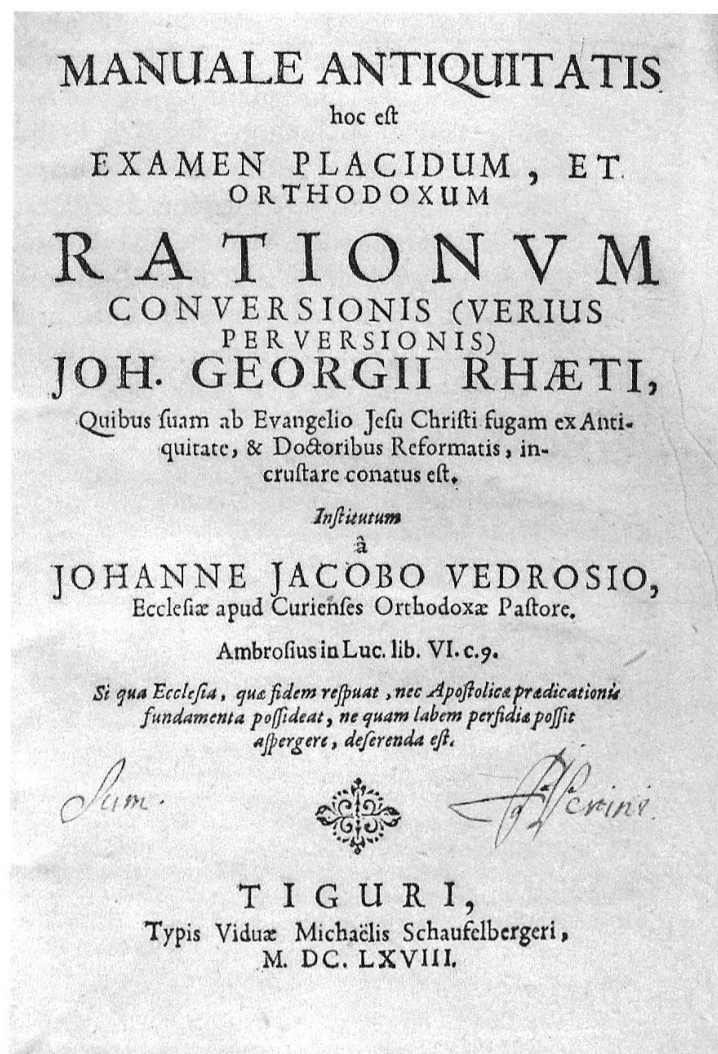 MANUALE ANTIQUITATIS
hoc eſt
EXAMEN PLACIDUM, ET
ORTHODOXUM
RATIONVM
CONVERSIONIS (VERIUS
PERVERSIONIS)
JOH. GEORGII RHÆTI,
Quibus ſuam ab Evangelio Jeſu Chriſti fugam ex Anti-
quitate, & Doctoribus Reformatis, in-
cruſtare conatus eſt.
Inſtitutum
â
JOHANNE JACOBO VEDROSIO,
Eccleſiæ apud Curienſes Orthodoxæ Paſtore.
Ambroſius in Luc. lib. VI. c. 9.
Si qua Eccleſia, quæ fidem reſpuat, nec Apoſtolicæ prædicationis
fundamenta poſſideat, ne quam labem perfidiæ poſſit
aſpergere, deſerenda eſt.
Sum.
TIGURI,
Typis Viduæ Michaëlis Schaufelbergeri,
M. DC. LXVIII.